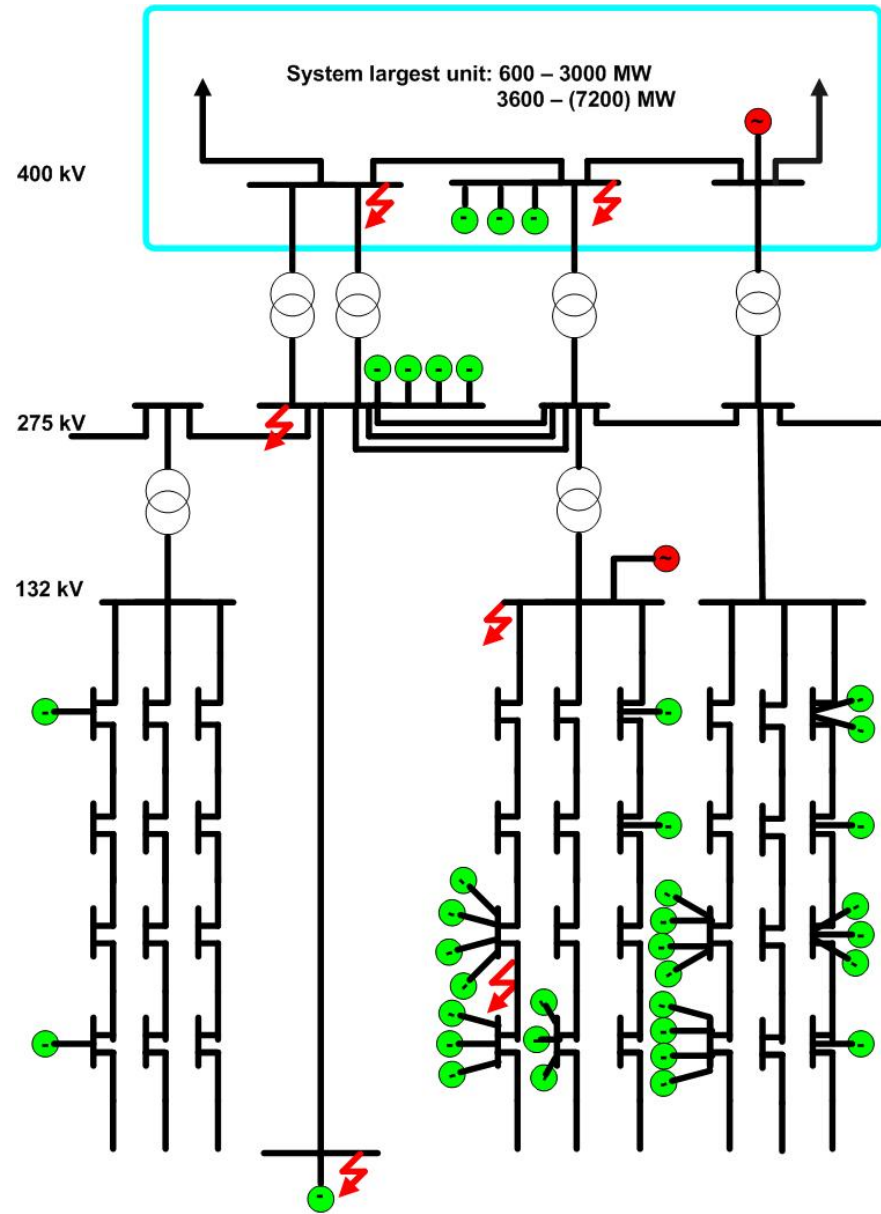 System largest unit: 600 – 3000 MW
3600 – (7200) MW
400 kV
275 kV
132 kV